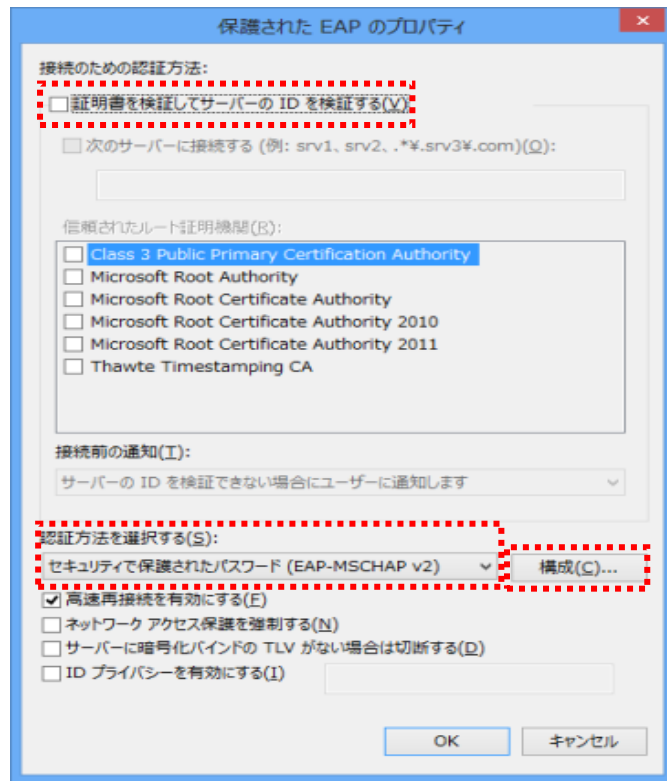 保護された EAP のプロパティ
接続のための認証方法:
証明書を検証してサーバーの ID を検証する(V)
次のサーバーに接続する (例: srv1、srv2、.*¥.srv3¥.com)(O):
信頼されたルート証明機関(R):
Class 3 Public Primary Certification Authority
Microsoft Root Authority
Microsoft Root Certificate Authority
Microsoft Root Certificate Authority 2010
Microsoft Root Certificate Authority 2011
Thawte Timestamping CA
接続前の通知(T):
サーバーの ID を検証できない場合にユーザーに通知します
認証方法を選択する(S):
セキュリティで保護されたパスワード (EAP-MSCHAP v2) 構成(C)...
高速再接続を有効にする(F)
ネットワーク アクセス保護を強制する(N)
サーバーに暗号化バインドの TLV がない場合は切断する(D)
ID プライバシーを有効にする(I)
OK キャンセル